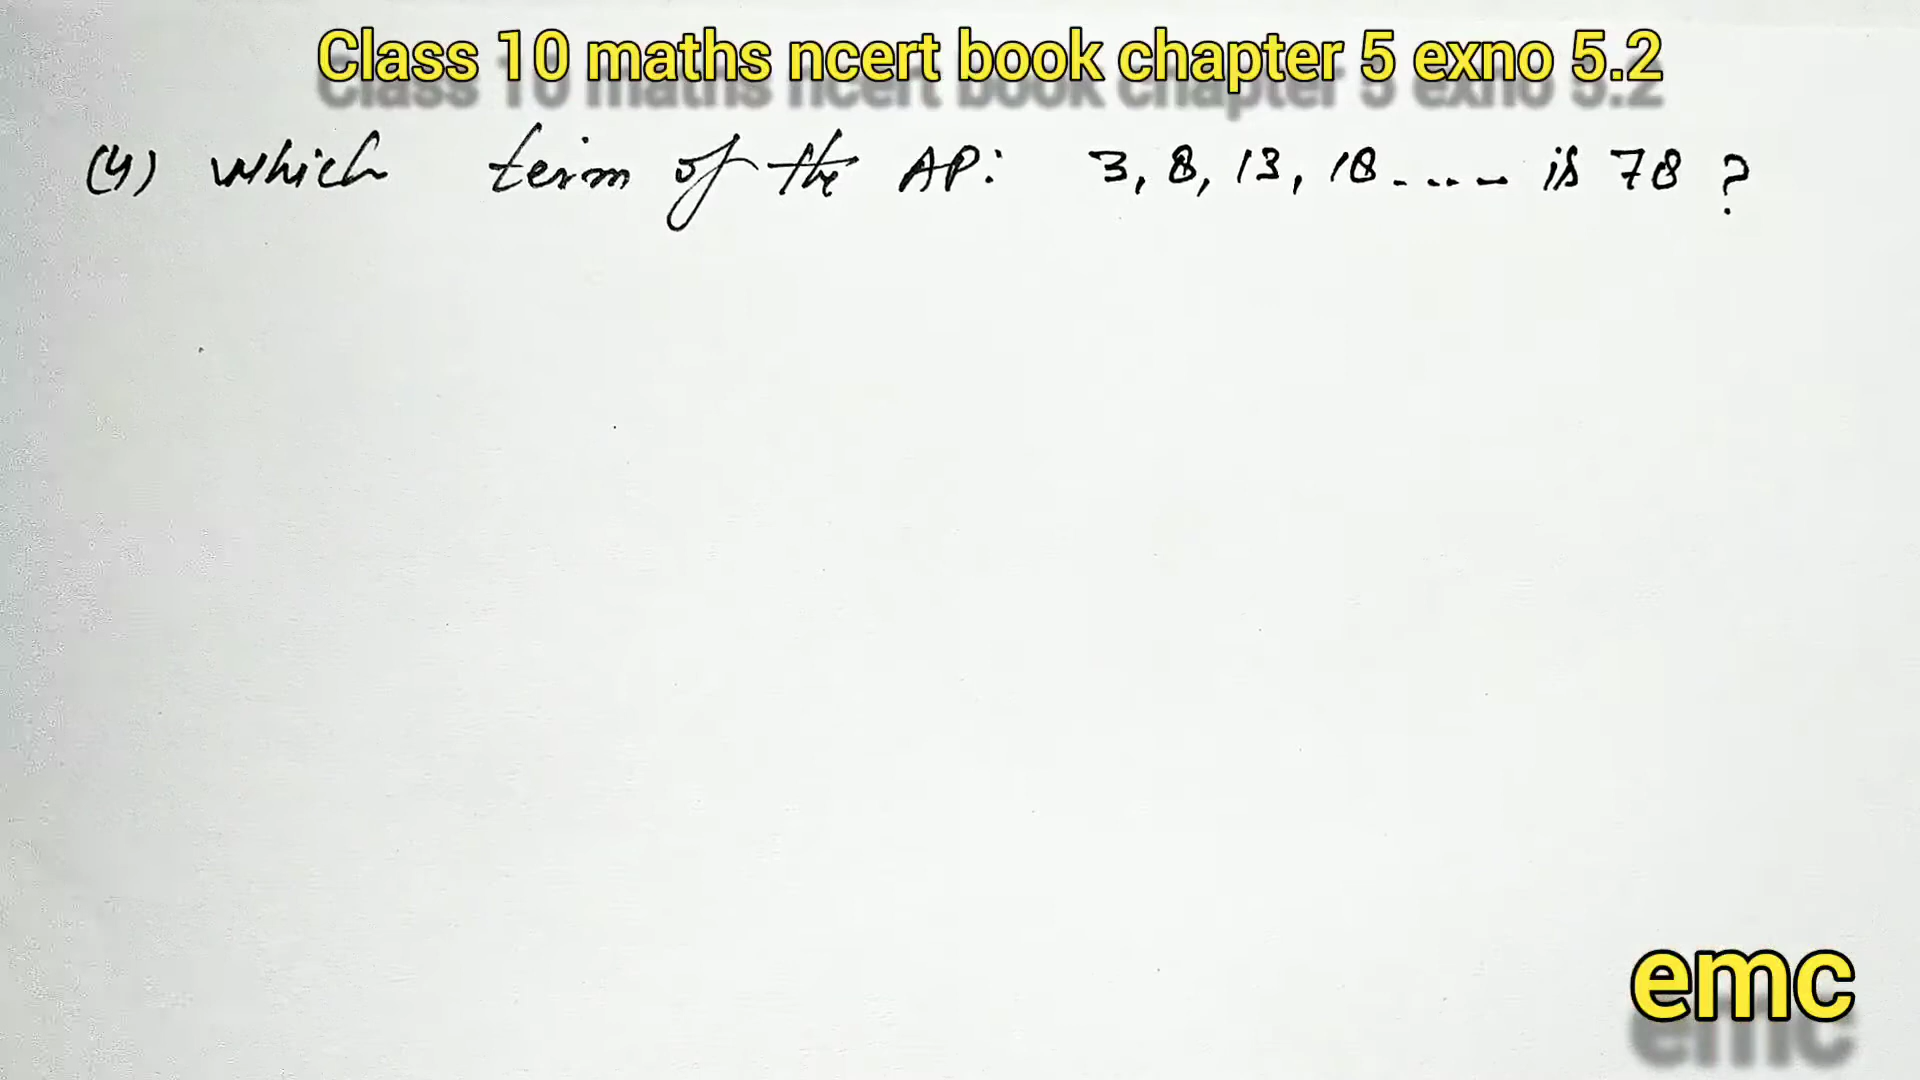 Class 10 maths ncert book chapter 5 exno 5.2
(4) which term of the AP: 3, 8, 13, 18..... is 78 ?
emc